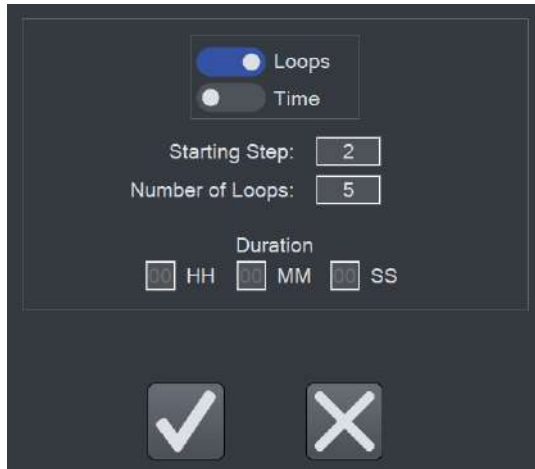 Loops
Time
Starting Step: 2
Number of Loops: 5
Duration
00 HH 00 MM 00 SS